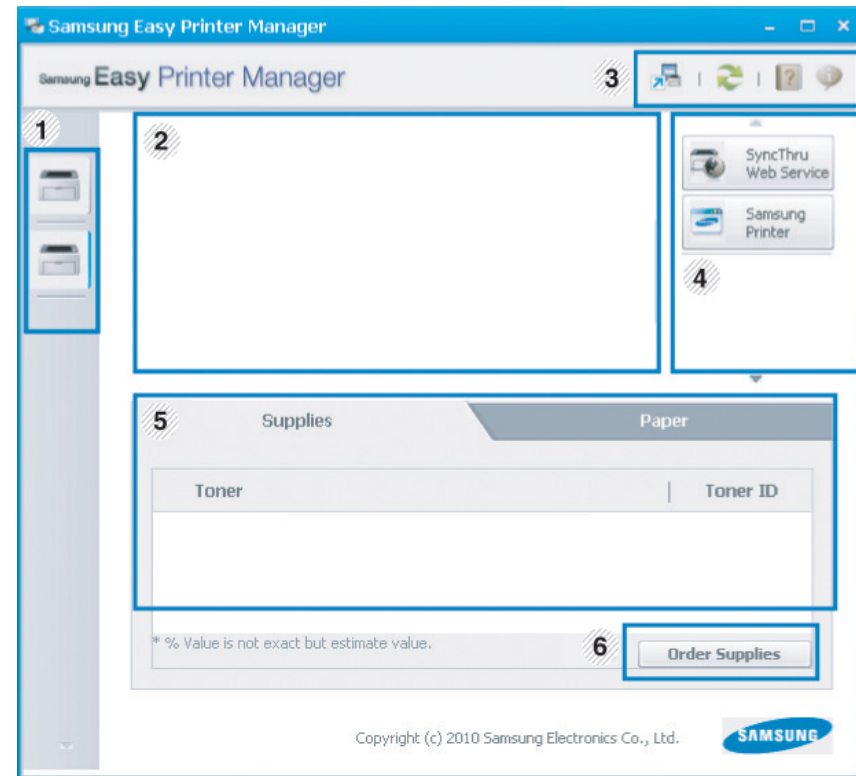 Samsung Easy Printer Manager
Samsung Easy Printer Manager
3
1
2
SyncThru
Web Service
Samsung
Printer
4
5
Supplies
Paper
Toner
Toner ID
* % Value is not exact but estimate value.
6
Order Supplies
Copyright (c) 2010 Samsung Electronics Co., Ltd.
SAMSUNG